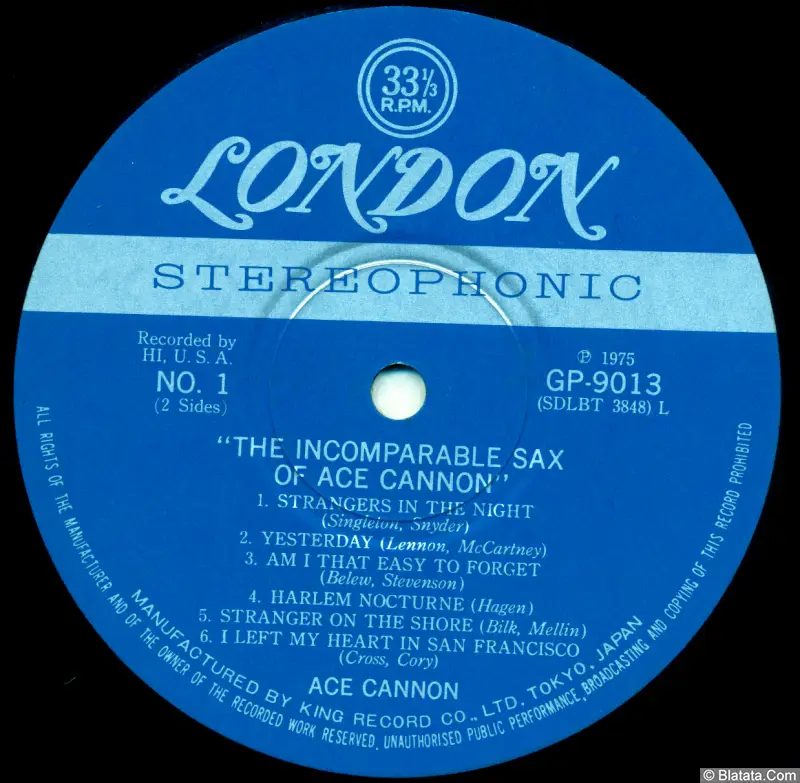 33 1/3
R.P.M.
LONDON
STEREOPHONIC
Recorded by
HI, U. S. A.
NO. 1
(2 Sides)
Ⓟ 1975
GP-9013
(SDLBT 3848) L
"THE INCOMPARABLE SAX
OF ACE CANNON"
1. STRANGERS IN THE NIGHT
(Singleton, Snyder)
2. YESTERDAY (Lennon, McCartney)
3. AM I THAT EASY TO FORGET
(Belew, Stevenson)
4. HARLEM NOCTURNE (Hagen)
5. STRANGER ON THE SHORE (Bilk, Mellin)
6. I LEFT MY HEART IN SAN FRANCISCO
(Cross, Cory)
ACE CANNON
MANUFACTURED BY KING RECORD CO., LTD. TOKYO, JAPAN
ALL RIGHTS OF THE MANUFACTURER AND OF THE OWNER OF THE RECORDED WORK RESERVED, UNAUTHORISED PUBLIC PERFORMANCE, BROADCASTING AND COPYING OF THIS RECORD PROHIBITED
© Blatata.Com